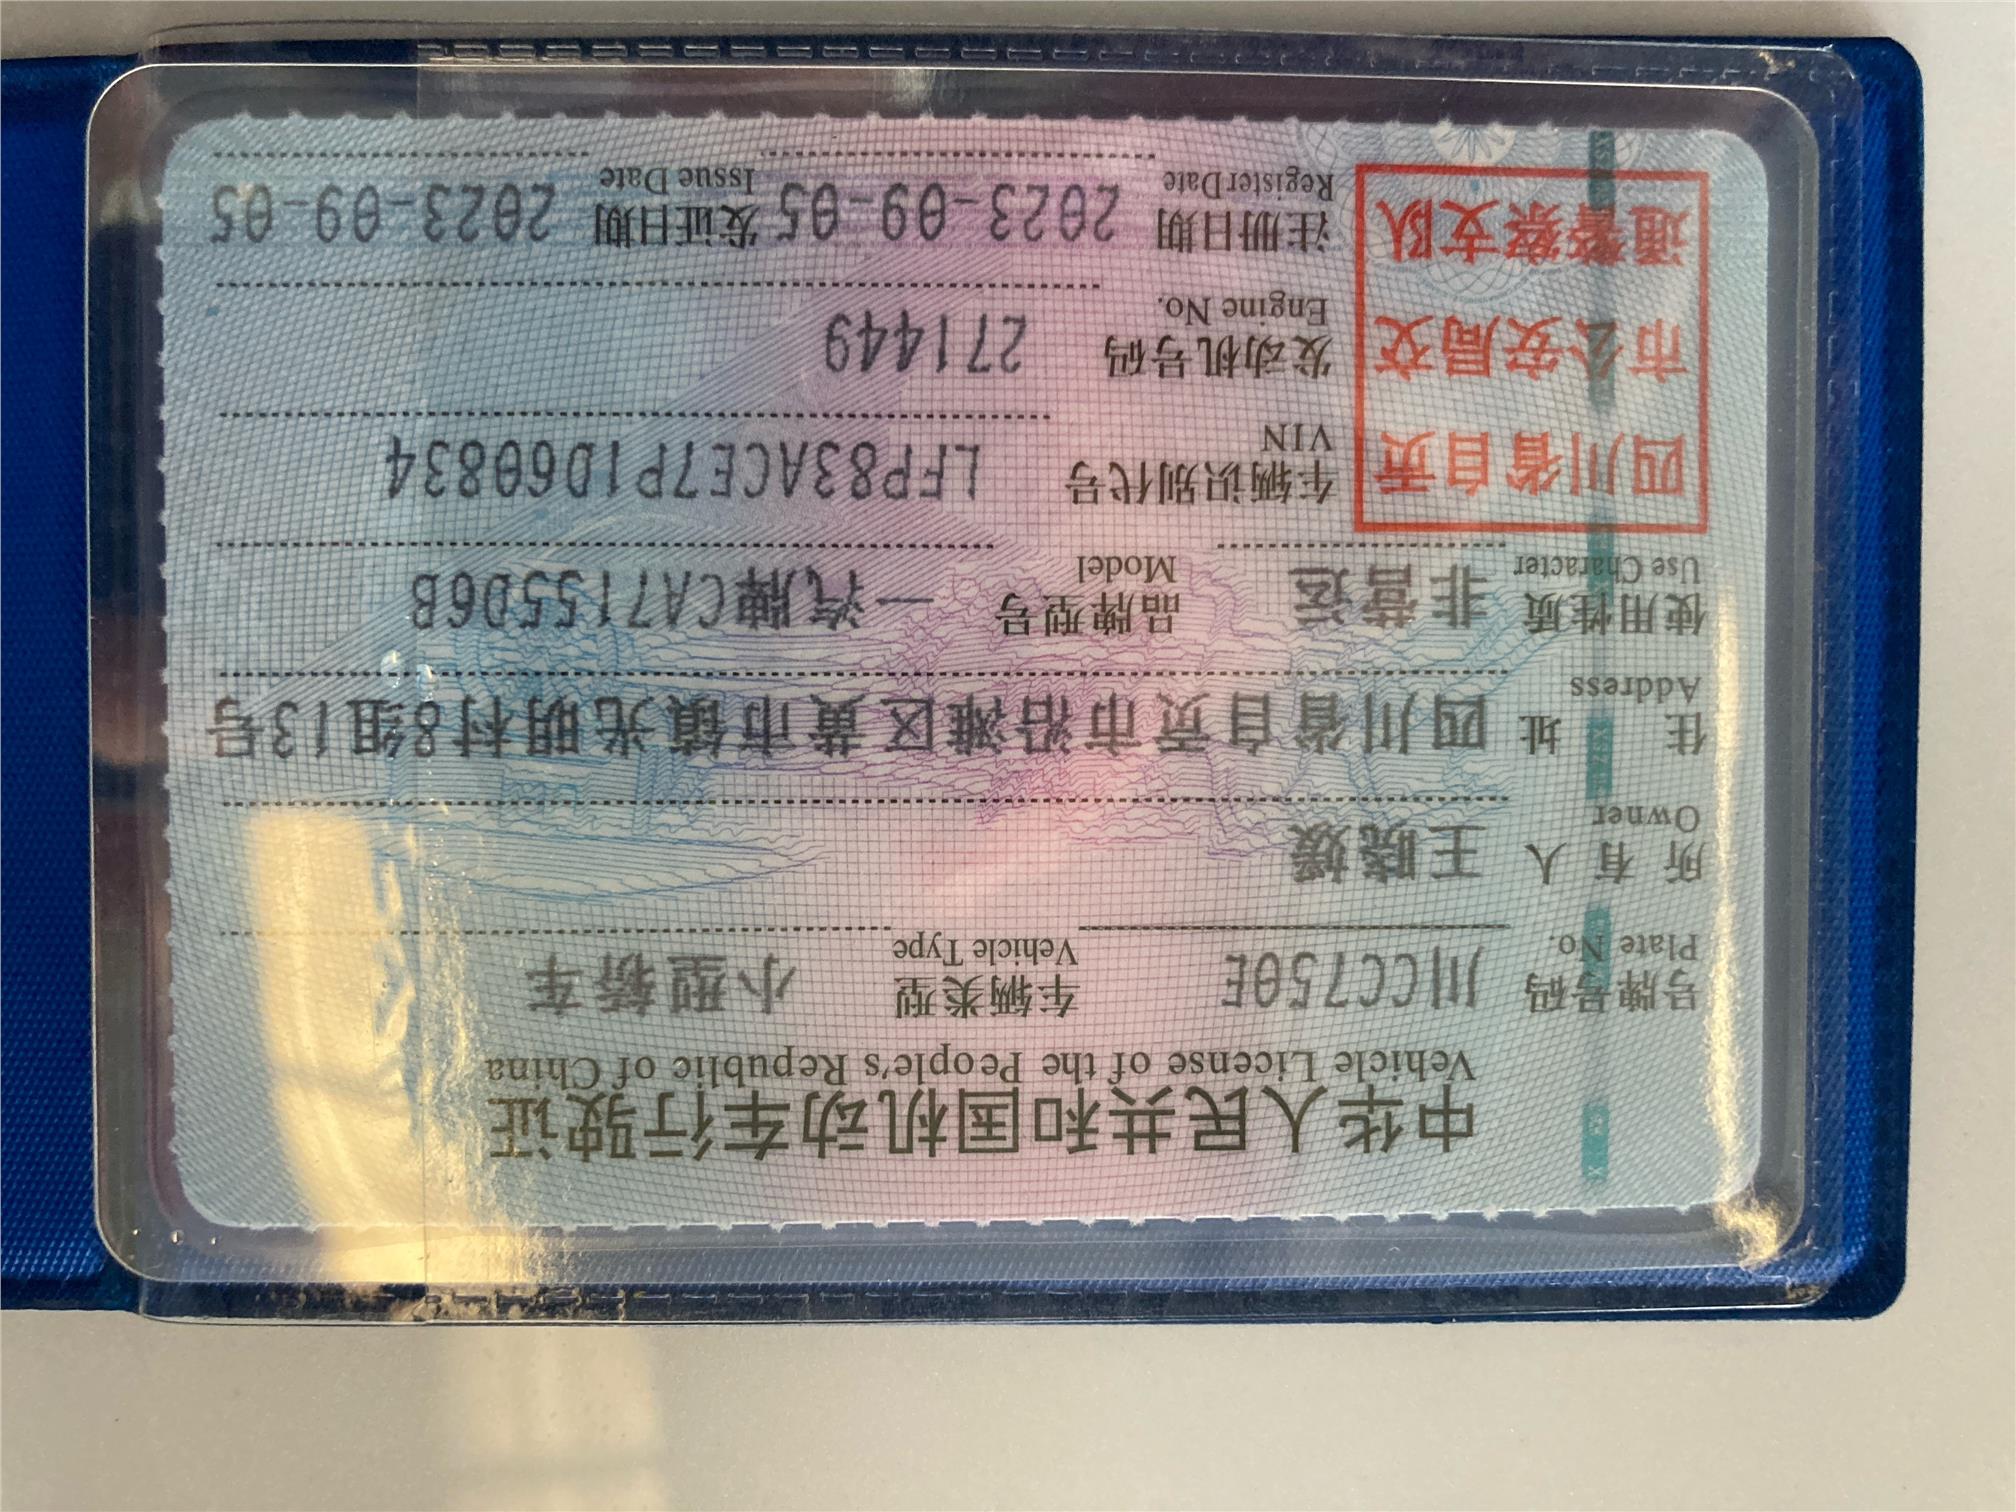 中华人民共和国机动车行驶证
Vehicle License of the People's Republic of China
号牌号码 川CC750E 车辆类型 小型轿车
Plate No. Vehicle Type
所有人 王晓媛
Owner
住址 四川省自贡市沿滩区黄市镇光明村8组113号
Address
使用性质 非营运 品牌型号 一汽牌CA7155D6B
Use Character Model
四川省自贡
市公安局交
通警察支队
车辆识别代号 LFP83ACE7P1D60834
VIN
发动机号码 271449
Engine No.
注册日期 2023-09-05 发证日期 2023-09-05
Register Date Issue Date